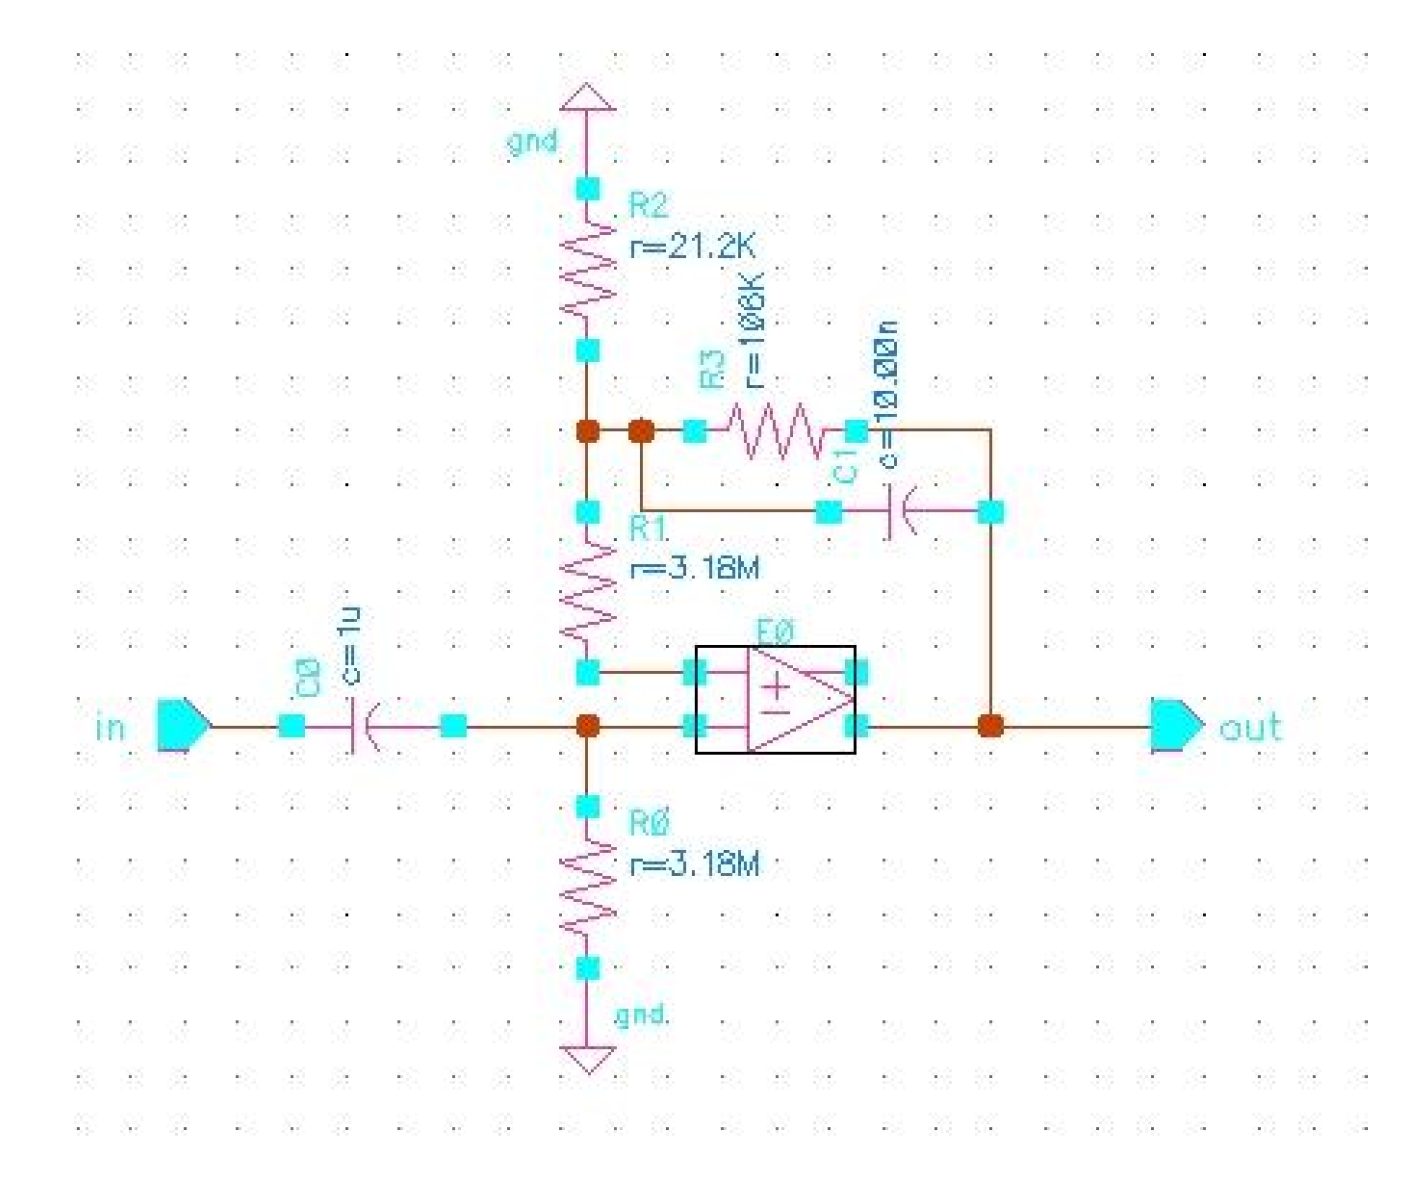 gnd
R2
r=21.2K
R3
r=106K
C1
c=10.00n
R1
r=3.18M
E0
C0
c=1u
in
out
R0
r=3.18M
gnd